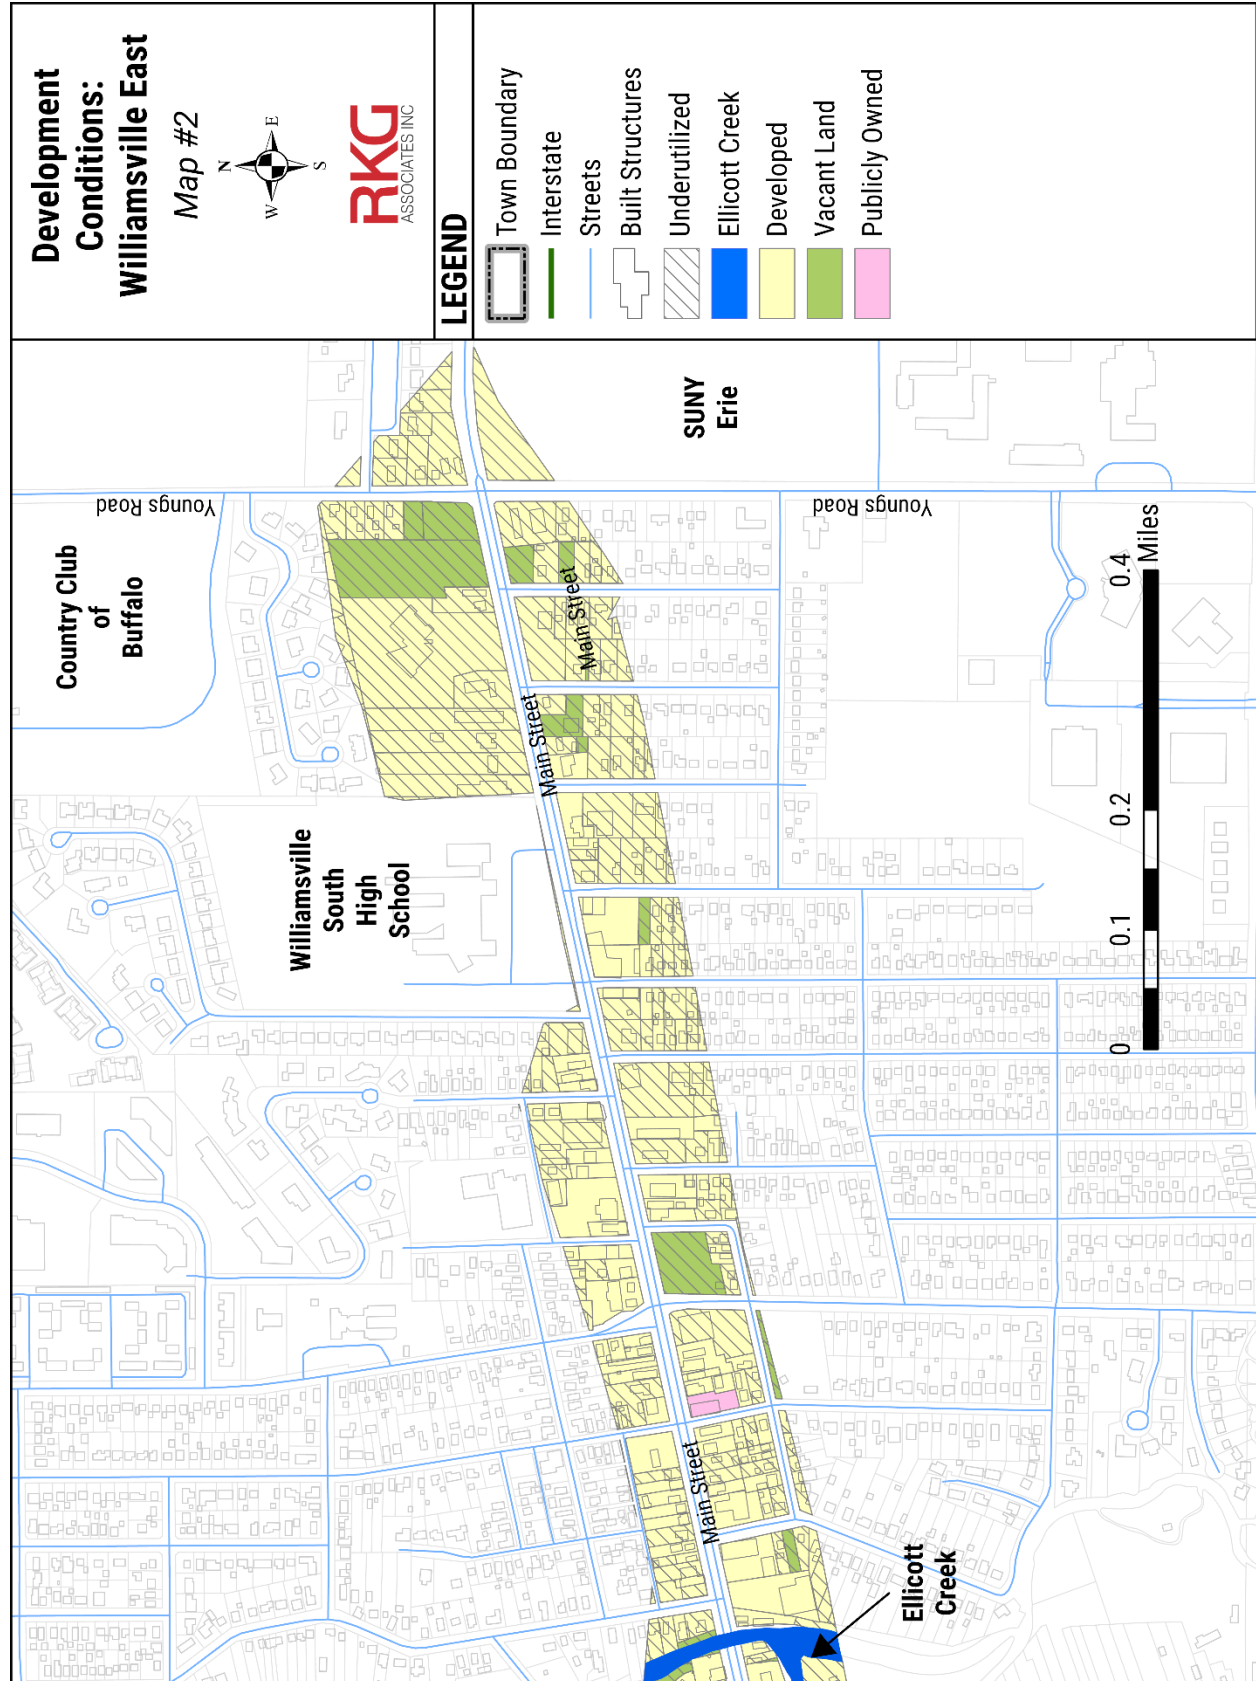 Development
Conditions:
Williamsville East
Map #2
N
W
E
S
RKG
ASSOCIATES INC
LEGEND
Town Boundary
Interstate
Streets
Built Structures
Underutilized
Ellicott Creek
Developed
Vacant Land
Publicly Owned
Country Club
of
Buffalo
Youngs Road
Williamsville
South
High
School
SUNY
Erie
Main Street
Main Street
Youngs Road
Main Street
Ellicott
Creek
0
0.1
0.2
0.4
Miles